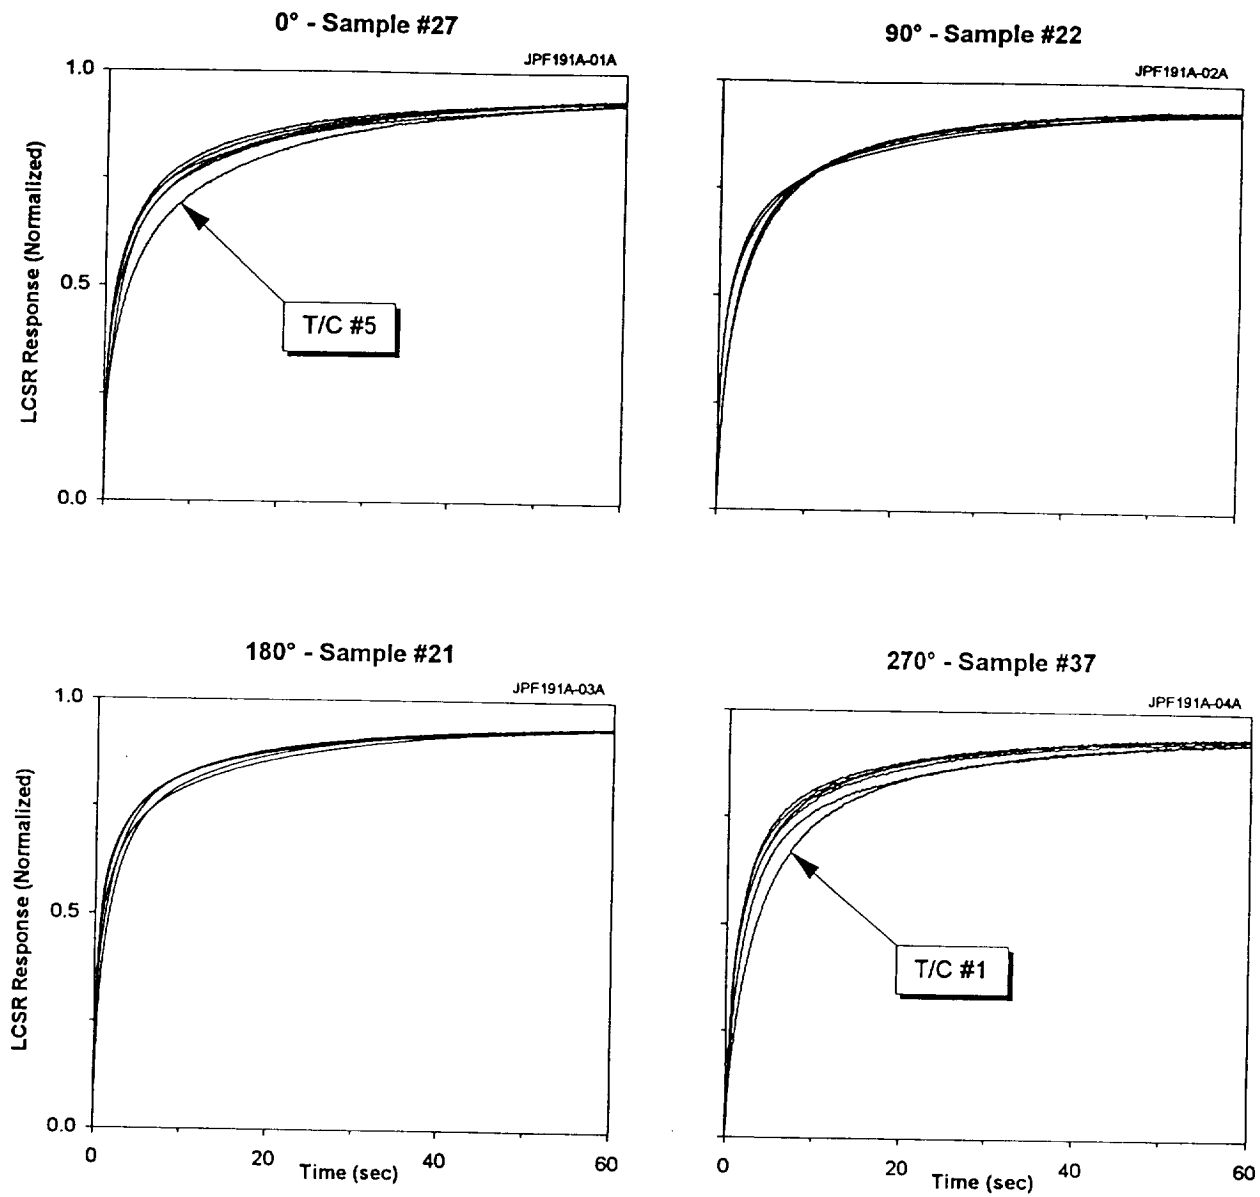 0° - Sample #27
JPF191A-01A
1.0
0.5
0.0
LCSR Response (Normalized)
T/C #5
90° - Sample #22
JPF191A-02A
180° - Sample #21
JPF191A-03A
1.0
0.5
0.0
LCSR Response (Normalized)
0
20
40
60
Time (sec)
270° - Sample #37
JPF191A-04A
T/C #1
0
20
40
60
Time (sec)